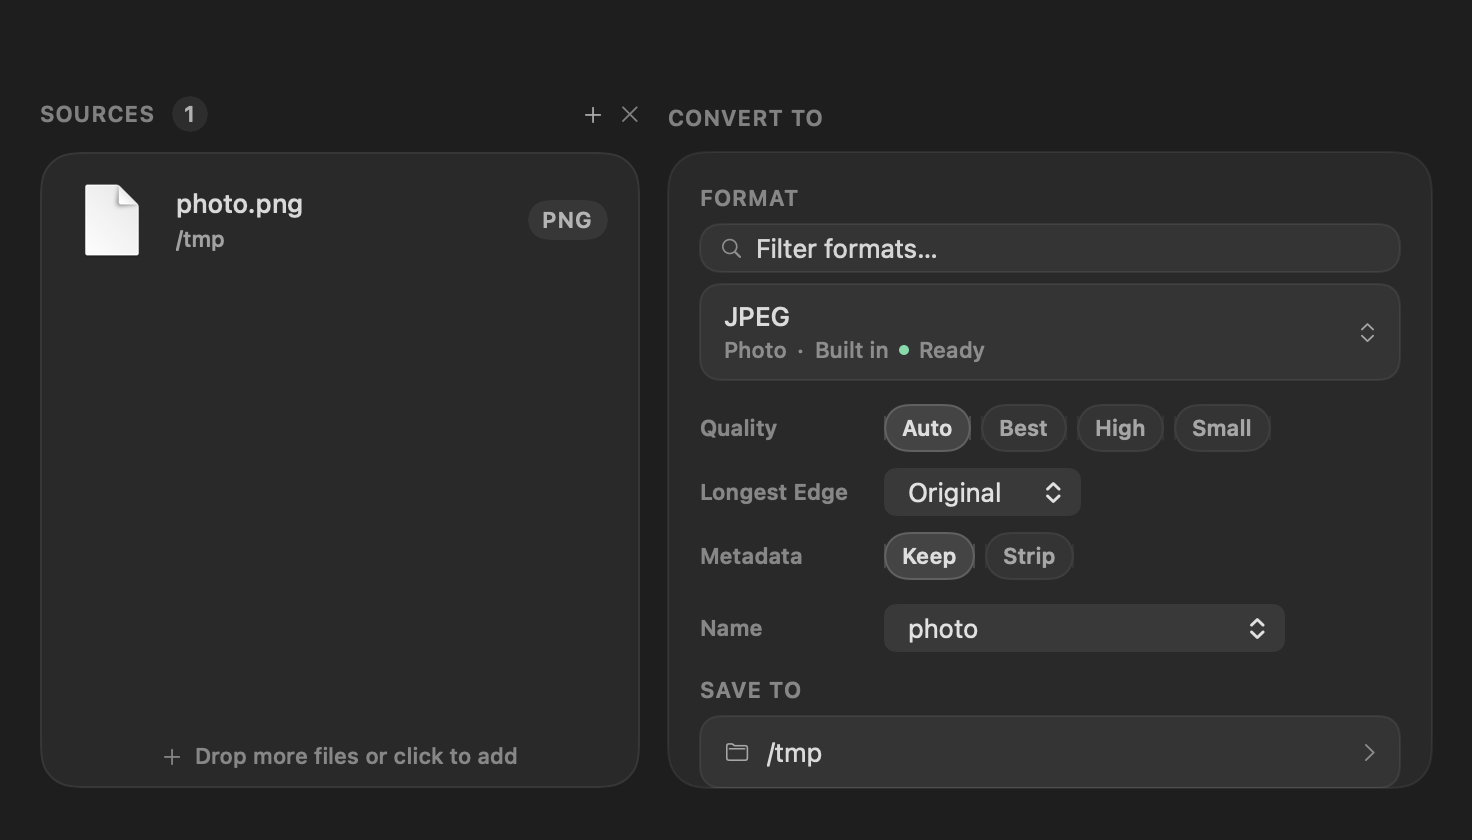 SOURCES 1
photo.png
/tmp
PNG
Drop more files or click to add
CONVERT TO
FORMAT
Filter formats...
JPEG
Photo · Built in Ready
Quality Auto Best High Small
Longest Edge Original
Metadata Keep Strip
Name photo
SAVE TO
/tmp